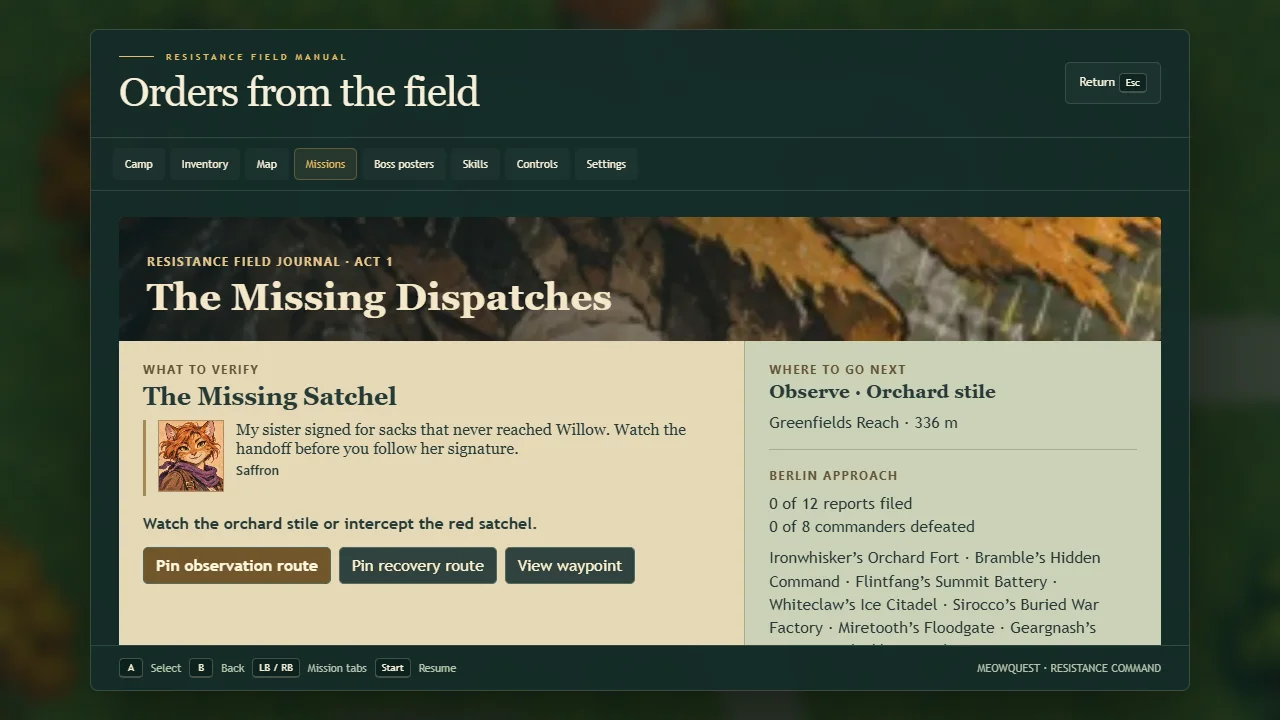 RESISTANCE FIELD MANUAL
Orders from the field
Return Esc
Camp Inventory Map Missions Boss posters Skills Controls Settings
RESISTANCE FIELD JOURNAL · ACT 1
The Missing Dispatches
WHAT TO VERIFY
The Missing Satchel
My sister signed for sacks that never reached Willow. Watch the
handoff before you follow her signature.
Saffron
Watch the orchard stile or intercept the red satchel.
Pin observation route Pin recovery route View waypoint
WHERE TO GO NEXT
Observe · Orchard stile
Greenfields Reach · 336 m
BERLIN APPROACH
0 of 12 reports filed
0 of 8 commanders defeated
Ironwhisker’s Orchard Fort · Bramble’s Hidden
Command · Flintfang’s Summit Battery ·
Whiteclaw’s Ice Citadel · Sirocco’s Buried War
Factory · Miretooth’s Floodgate · Geargnash’s
A Select B Back LB / RB Mission tabs Start Resume
MEOWQUEST · RESISTANCE COMMAND